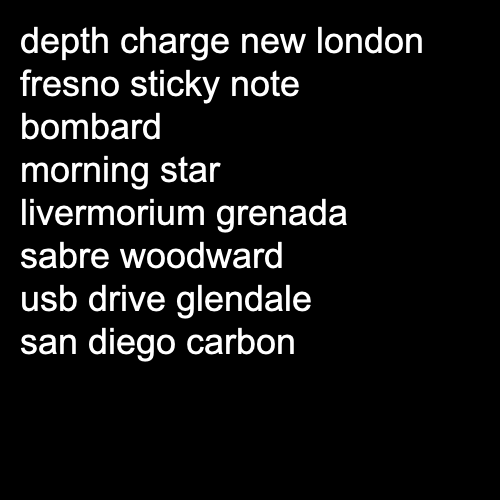 depth charge new london
fresno sticky note
bombard
morning star
livermorium grenada
sabre woodward
usb drive glendale
san diego carbon